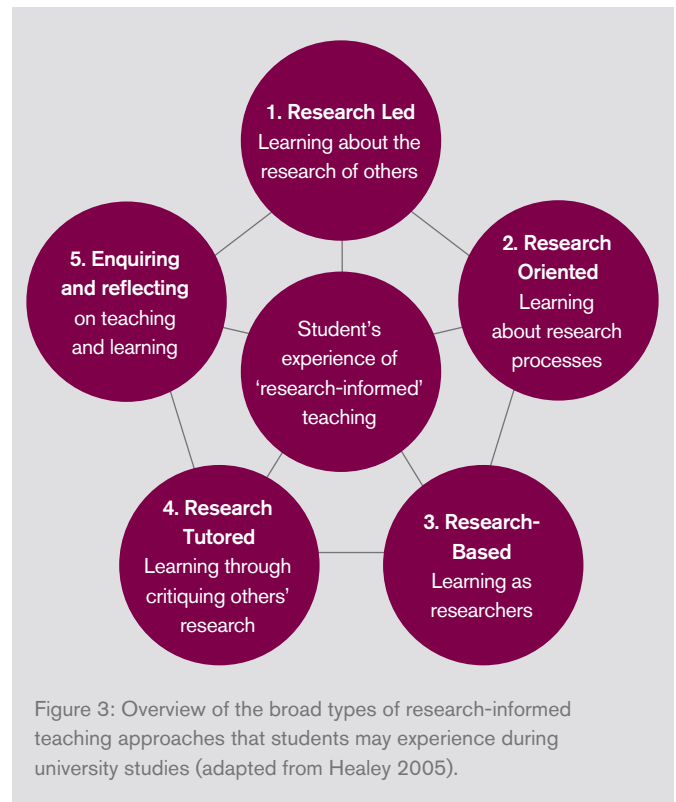 1. Research Led
Learning about the
research of others
2. Research
Oriented
Learning
about research
processes
3. Research-
Based
Learning as
researchers
4. Research
Tutored
Learning through
critiquing others’
research
5. Enquiring
and reflecting
on teaching
and learning
Student’s
experience of
‘research-informed’
teaching
Figure 3: Overview of the broad types of research-informed
teaching approaches that students may experience during
university studies (adapted from Healey 2005).